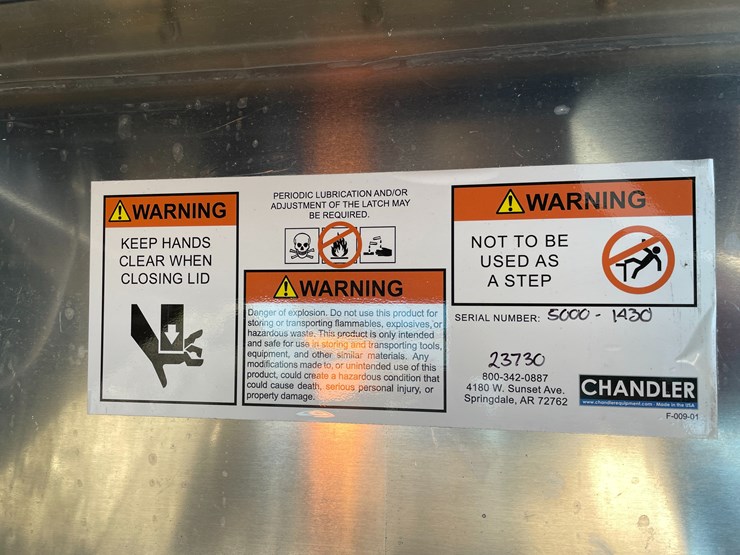 WARNING
KEEP HANDS
CLEAR WHEN
CLOSING LID
PERIODIC LUBRICATION AND/OR
ADJUSTMENT OF THE LATCH MAY
BE REQUIRED.
WARNING
Danger of explosion. Do not use this product for
storing or transporting flammables, explosives, or
hazardous waste. This product is only intended
and safe for use in storing and transporting tools,
equipment, and other similar materials. Any
modifications made to, or unintended use of this
product, could create a hazardous condition that
could cause death, serious personal injury, or
property damage.
WARNING
NOT TO BE
USED AS
A STEP
SERIAL NUMBER: 5000 - 1430
23730
800-342-0887
4180 W. Sunset Ave.
Springdale, AR 72762
CHANDLER
www.chandlerequipment.com Made in the USA
F-009-01